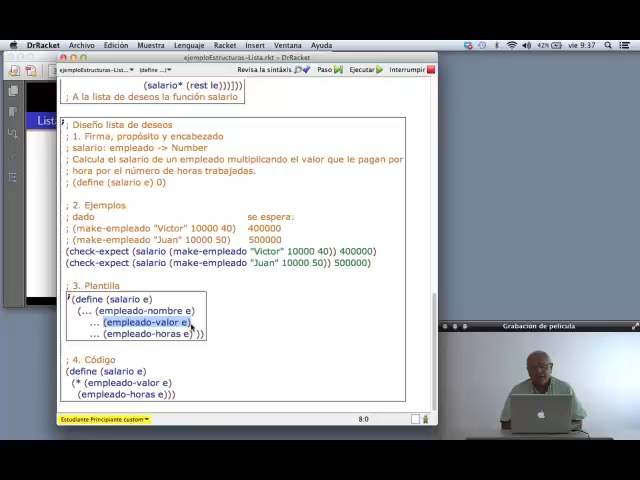 DrRacket Archivo Edición Muestra Lenguaje Racket Insert Ventana Ayuda 42% vie 9:37
ejemploEstructuras-Lista.rkt - DrRacket
ejemploEstructuras-Lis... (define ...) Revisa la sintáxis Paso Ejecutar Interrumpir
(salario* (rest le))))]))
; A la lista de deseos la función salario
; Diseño lista de deseos
; 1. Firma, propósito y encabezado
; salario: empleado -> Number
; Calcula el salario de un empleado multiplicando el valor que le pagan por
hora por el número de horas trabajadas.
; (define (salario e) 0)
; 2. Ejemplos
; dado se espera:
; (make-empleado "Victor" 10000 40) 400000
; (make-empleado "Juan" 10000 50) 500000
(check-expect (salario (make-empleado "Victor" 10000 40)) 400000)
(check-expect (salario (make-empleado "Juan" 10000 50)) 500000)
; 3. Plantilla
(define (salario e)
(... (empleado-nombre e)
... (empleado-valor e)
... (empleado-horas e) ))
; 4. Código
(define (salario e)
(* (empleado-valor e)
(empleado-horas e)))
Estudiante Principiante custom 8:0
Lista
Grabación de película